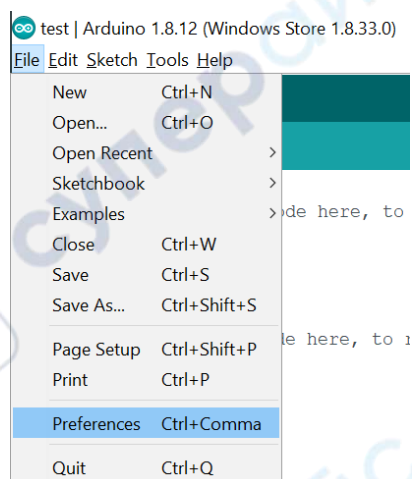 test | Arduino 1.8.12 (Windows Store 1.8.33.0)
File Edit Sketch Tools Help
New Ctrl+N
Open... Ctrl+O
Open Recent >
Sketchbook >
Examples > de here, to
Close Ctrl+W
Save Ctrl+S
Save As... Ctrl+Shift+S
Page Setup Ctrl+Shift+P
de here, to r
Print Ctrl+P
Preferences Ctrl+Comma
Quit Ctrl+Q